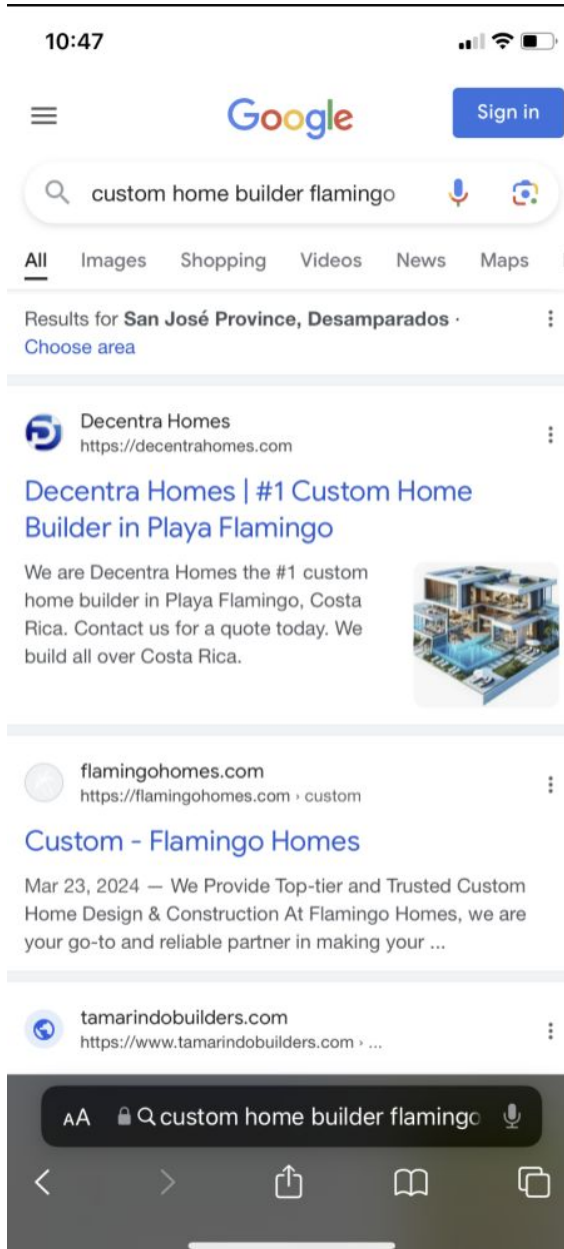 10:47
Google
Sign in
custom home builder flamingo
All Images Shopping Videos News Maps
Results for San José Province, Desamparados ·
Choose area
Decentra Homes
https://decentrahomes.com
Decentra Homes | #1 Custom Home
Builder in Playa Flamingo
We are Decentra Homes the #1 custom
home builder in Playa Flamingo, Costa
Rica. Contact us for a quote today. We
build all over Costa Rica.
flamingohomes.com
https://flamingohomes.com › custom
Custom - Flamingo Homes
Mar 23, 2024 — We Provide Top-tier and Trusted Custom
Home Design & Construction At Flamingo Homes, we are
your go-to and reliable partner in making your ...
tamarindobuilders.com
https://www.tamarindobuilders.com › ...
AA custom home builder flamingo